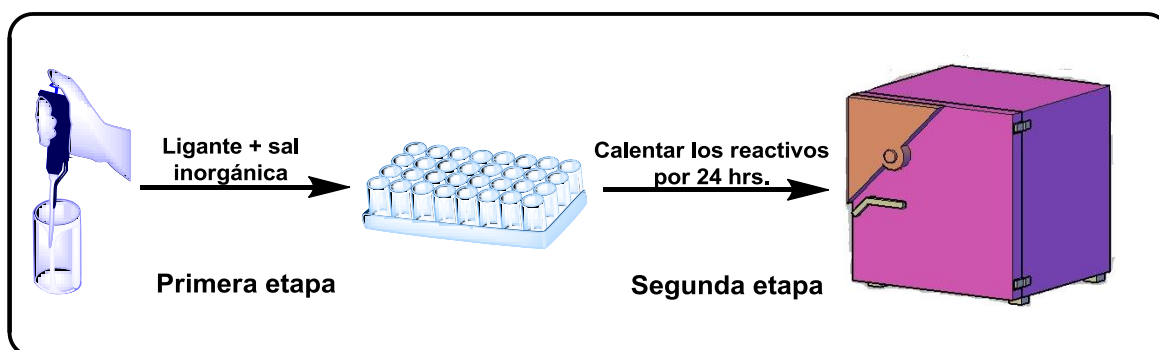 Ligante + sal
inorgánica
Primera etapa
Calentar los reactivos
por 24 hrs.
Segunda etapa